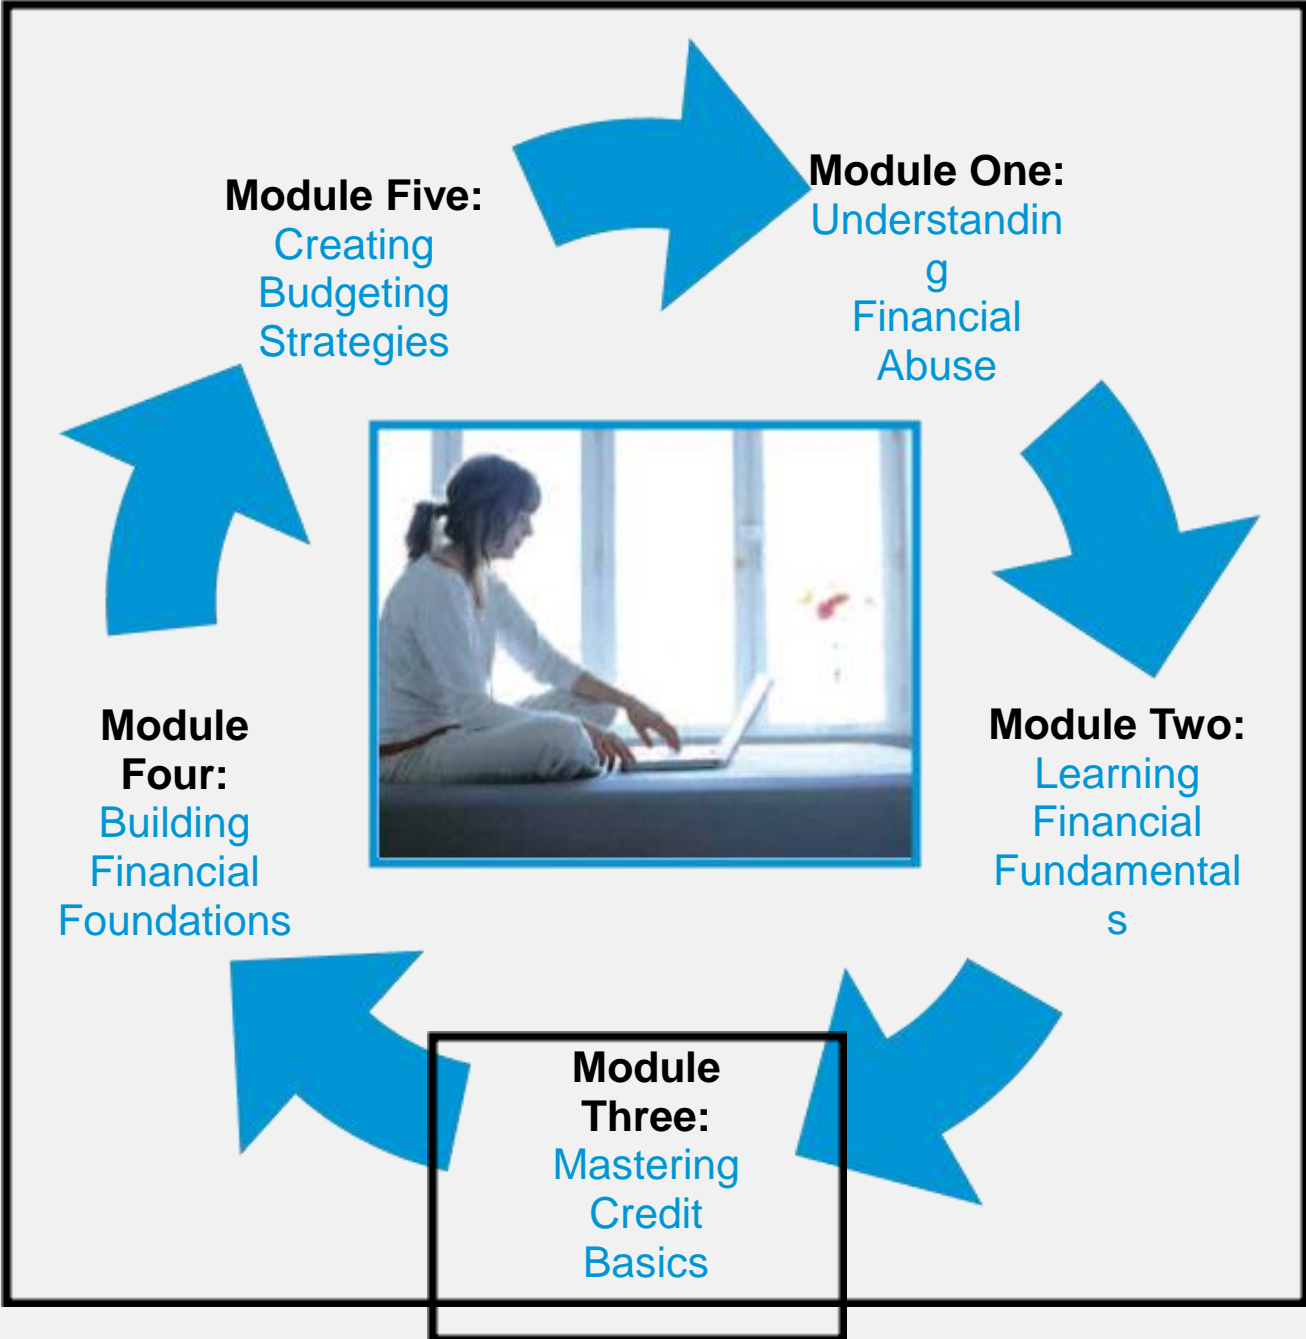 Module One:
Understandin
g
Financial
Abuse
Module Two:
Learning
Financial
Fundamental
s
Module
Three:
Mastering
Credit
Basics
Module
Four:
Building
Financial
Foundations
Module Five:
Creating
Budgeting
Strategies